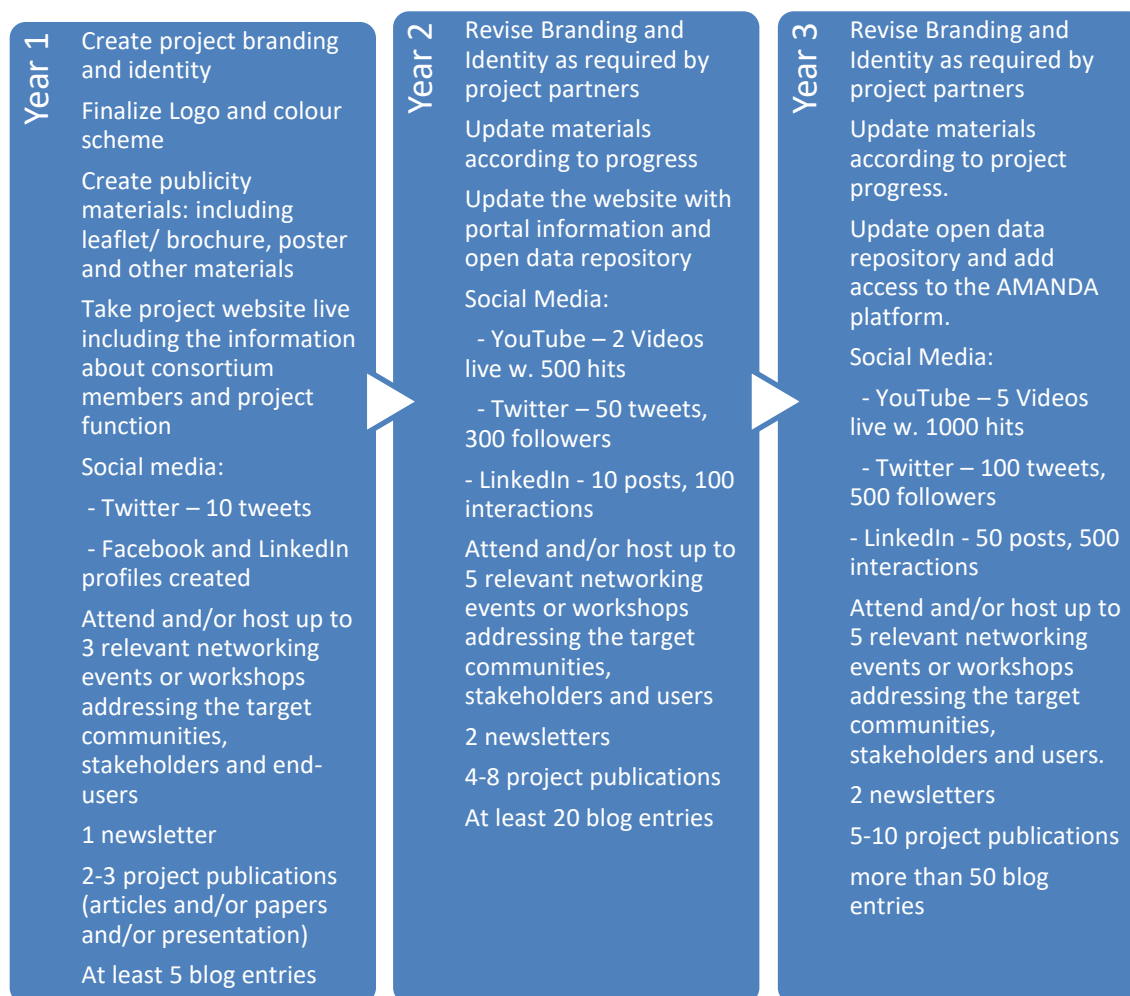 Year 1
Create project branding
and identity
Finalize Logo and colour
scheme
Create publicity
materials: including
leaflet/ brochure, poster
and other materials
Take project website live
including the information
about consortium
members and project
function
Social media:
- Twitter – 10 tweets
- Facebook and LinkedIn
profiles created
Attend and/or host up to
3 relevant networking
events or workshops
addressing the target
communities,
stakeholders and end-
users
1 newsletter
2-3 project publications
(articles and/or papers
and/or presentation)
At least 5 blog entries
Year 2
Revise Branding and
Identity as required by
project partners
Update materials
according to progress
Update the website with
portal information and
open data repository
Social Media:
- YouTube – 2 Videos
live w. 500 hits
- Twitter – 50 tweets,
300 followers
- LinkedIn - 10 posts, 100
interactions
Attend and/or host up to
5 relevant networking
events or workshops
addressing the target
communities,
stakeholders and users
2 newsletters
4-8 project publications
At least 20 blog entries
Year 3
Revise Branding and
Identity as required by
project partners
Update materials
according to project
progress.
Update open data
repository and add
access to the AMANDA
platform.
Social Media:
- YouTube – 5 Videos
live w. 1000 hits
- Twitter – 100 tweets,
500 followers
- LinkedIn - 50 posts, 500
interactions
Attend and/or host up to
5 relevant networking
events or workshops
addressing the target
communities,
stakeholders and users.
2 newsletters
5-10 project publications
more than 50 blog
entries